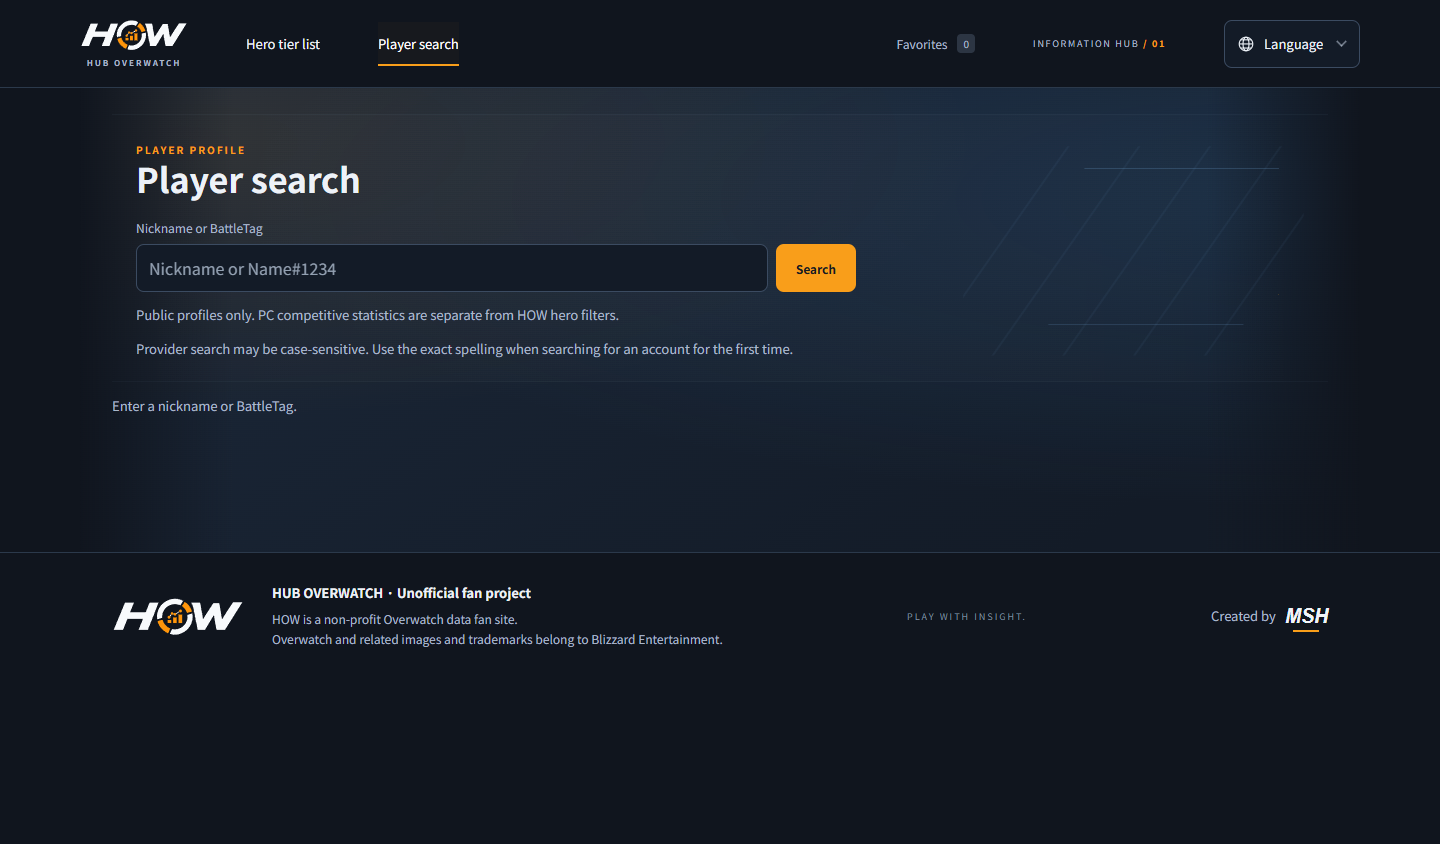 HOW
HUB OVERWATCH
Hero tier list
Player search
Favorites 0
INFORMATION HUB / 01
Language
PLAYER PROFILE
Player search
Nickname or BattleTag
Nickname or Name#1234
Search
Public profiles only. PC competitive statistics are separate from HOW hero filters.
Provider search may be case-sensitive. Use the exact spelling when searching for an account for the first time.
Enter a nickname or BattleTag.
HOW
HUB OVERWATCH · Unofficial fan project
HOW is a non-profit Overwatch data fan site.
Overwatch and related images and trademarks belong to Blizzard Entertainment.
PLAY WITH INSIGHT.
Created by MSH